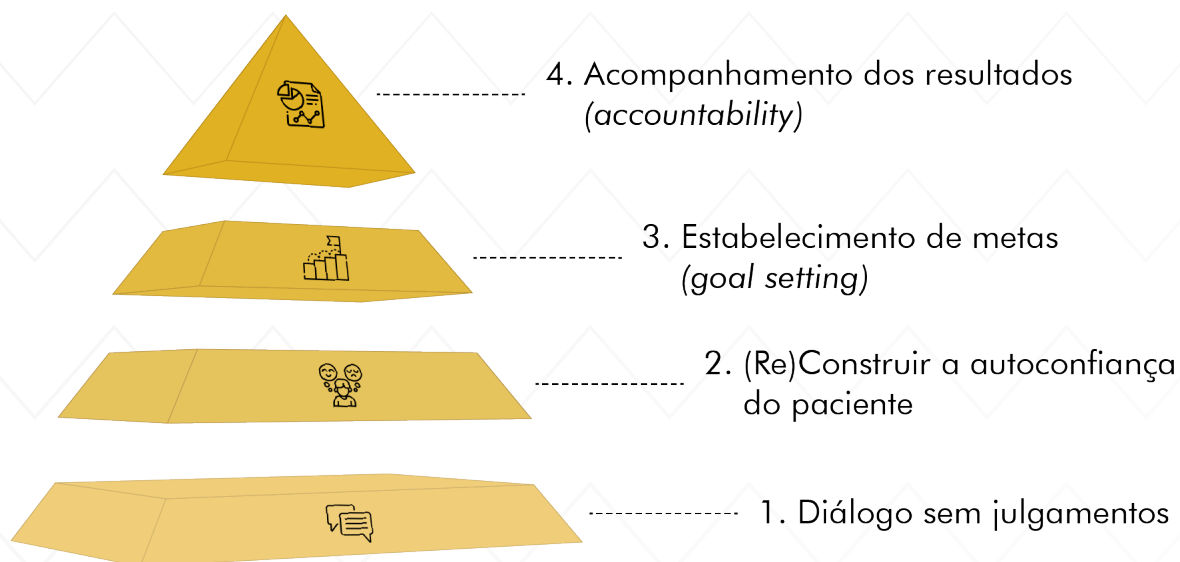 4. Acompanhamento dos resultados
(accountability)
3. Estabelecimento de metas
(goal setting)
2. (Re)Construir a autoconfiança
do paciente
1. Diálogo sem julgamentos